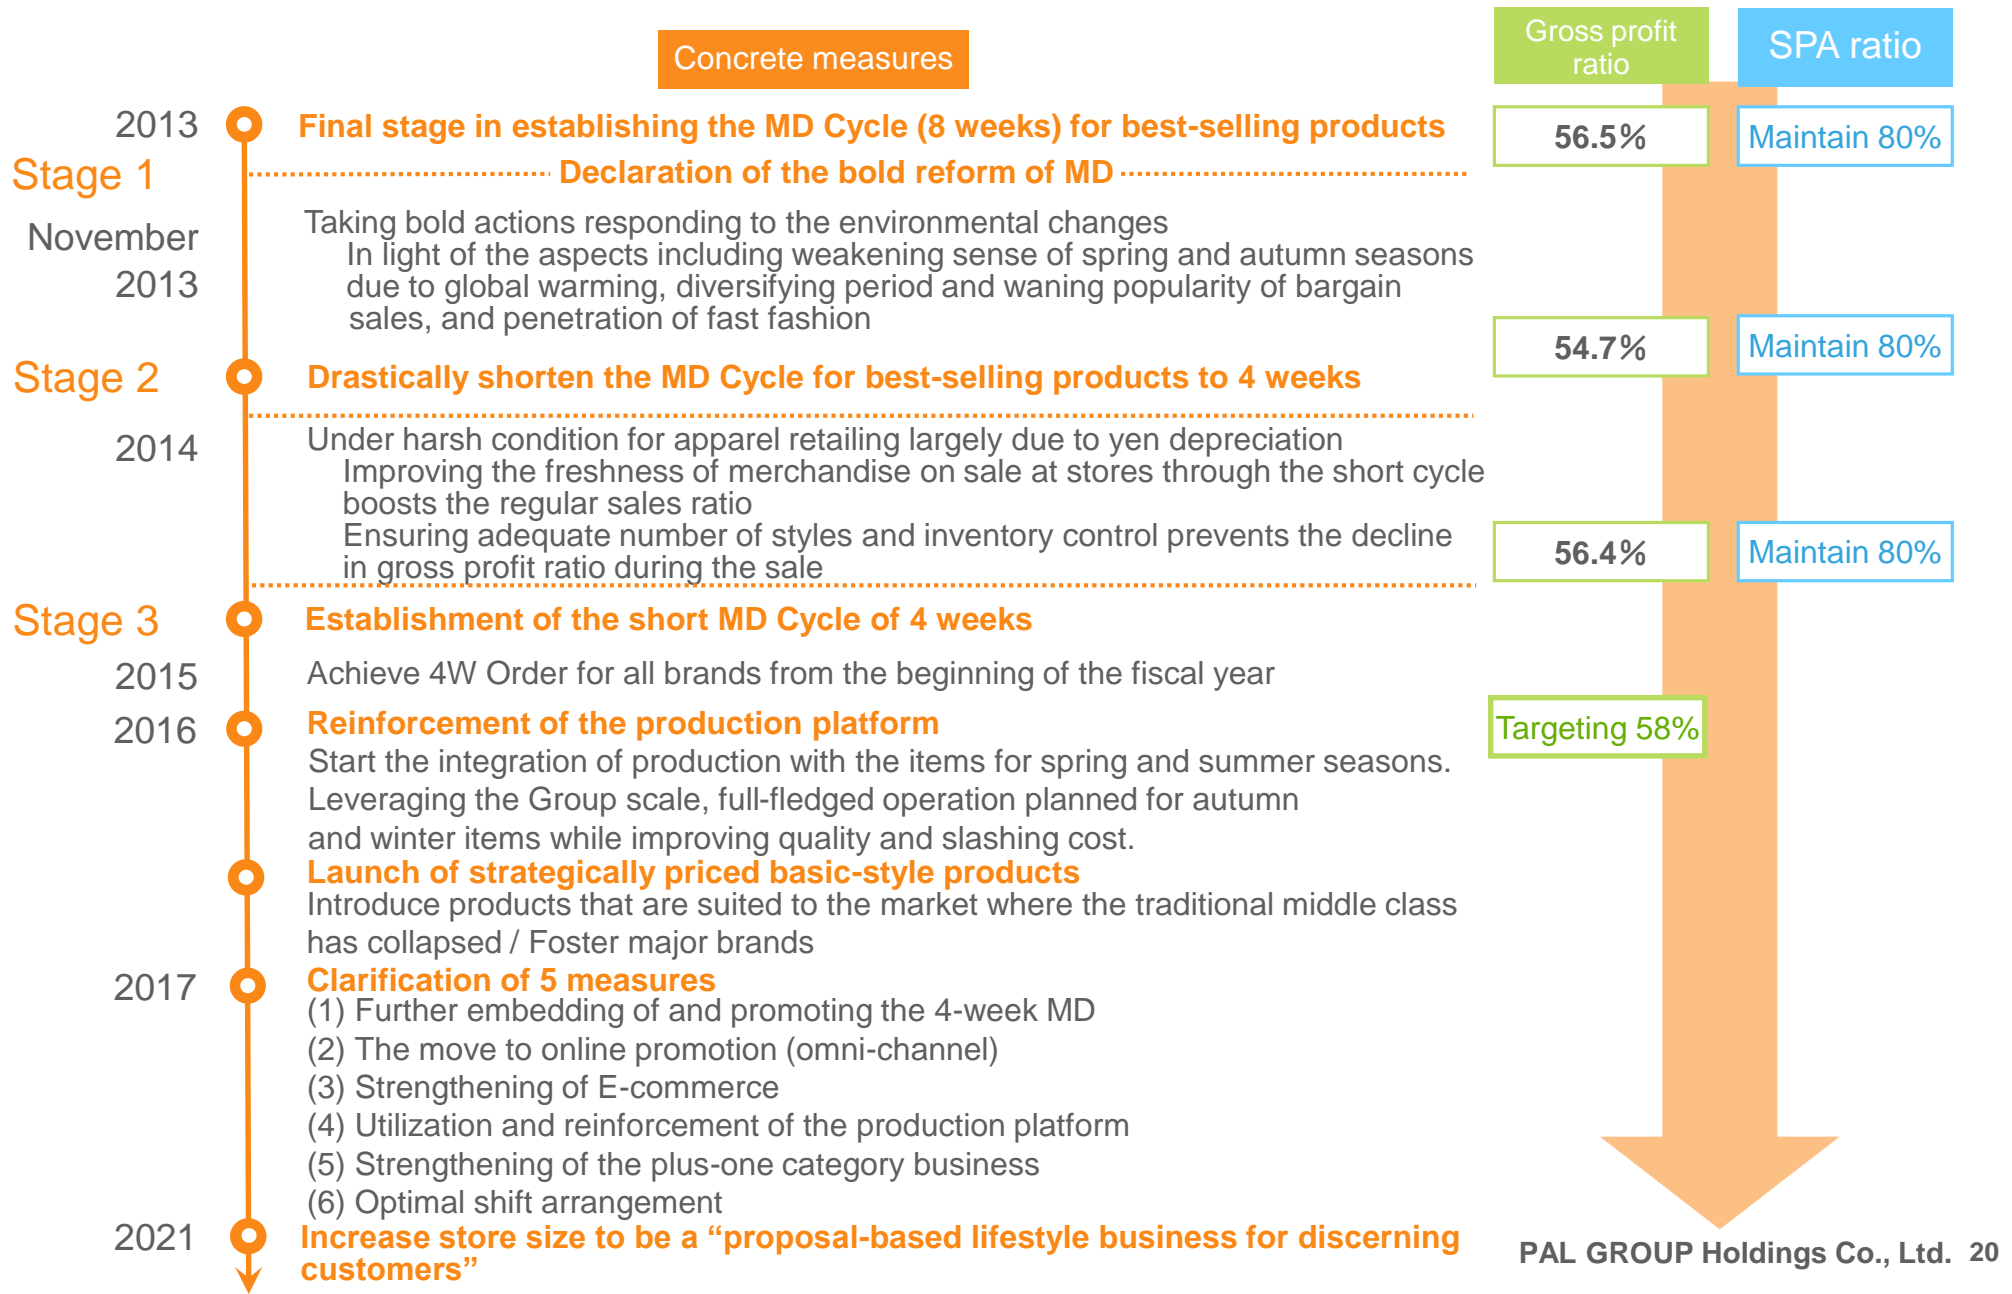 Concrete measures
Gross profit
ratio
SPA ratio
2013
Final stage in establishing the MD Cycle (8 weeks) for best-selling products
56.5%
Maintain 80%
Stage 1
Declaration of the bold reform of MD
November
2013
Taking bold actions responding to the environmental changes
In light of the aspects including weakening sense of spring and autumn seasons
due to global warming, diversifying period and waning popularity of bargain
sales, and penetration of fast fashion
54.7%
Maintain 80%
Stage 2
Drastically shorten the MD Cycle for best-selling products to 4 weeks
2014
Under harsh condition for apparel retailing largely due to yen depreciation
Improving the freshness of merchandise on sale at stores through the short cycle
boosts the regular sales ratio
Ensuring adequate number of styles and inventory control prevents the decline
in gross profit ratio during the sale
56.4%
Maintain 80%
Stage 3
Establishment of the short MD Cycle of 4 weeks
2015
Achieve 4W Order for all brands from the beginning of the fiscal year
2016
Reinforcement of the production platform
Targeting 58%
Start the integration of production with the items for spring and summer seasons.
Leveraging the Group scale, full-fledged operation planned for autumn
and winter items while improving quality and slashing cost.
Launch of strategically priced basic-style products
Introduce products that are suited to the market where the traditional middle class
has collapsed / Foster major brands
2017
Clarification of 5 measures
(1) Further embedding of and promoting the 4-week MD
(2) The move to online promotion (omni-channel)
(3) Strengthening of E-commerce
(4) Utilization and reinforcement of the production platform
(5) Strengthening of the plus-one category business
(6) Optimal shift arrangement
2021
Increase store size to be a “proposal-based lifestyle business for discerning
customers”
PAL GROUP Holdings Co., Ltd. 20